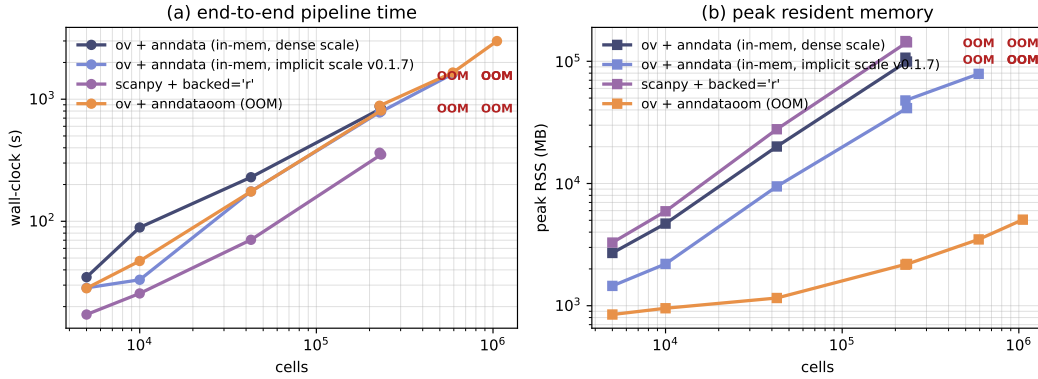 (a) end-to-end pipeline time
10³
10²
wall-clock (s)
ov + anndata (in-mem, dense scale)
ov + anndata (in-mem, implicit scale v0.1.7)
scanpy + backed='r'
ov + anndataoom (OOM)
OOM OOM
OOM OOM
10⁴ 10⁵ 10⁶
cells
(b) peak resident memory
10⁵
10⁴
10³
peak RSS (MB)
ov + anndata (in-mem, dense scale)
ov + anndata (in-mem, implicit scale v0.1.7)
scanpy + backed='r'
ov + anndataoom (OOM)
OOM OOM
OOM OOM
10⁴ 10⁵ 10⁶
cells